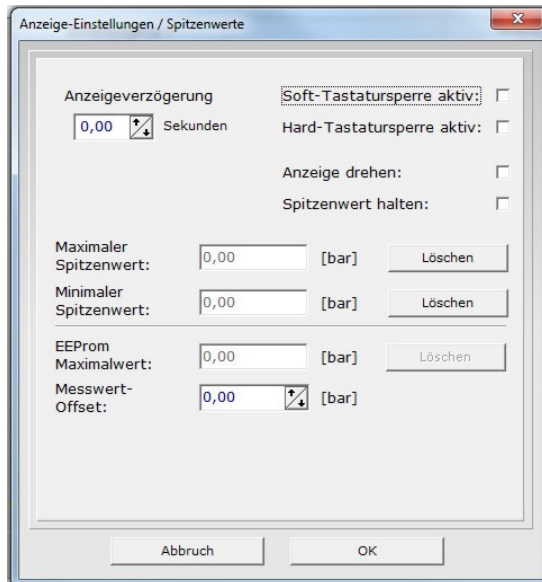 Anzeige-Einstellungen / Spitzenwerte
Anzeigeverzögerung
0,00 Sekunden
Soft-Tastatursperre aktiv:
Hard-Tastatursperre aktiv:
Anzeige drehen:
Spitzenwert halten:
Maximaler
Spitzenwert: 0,00 [bar] Löschen
Minimaler
Spitzenwert: 0,00 [bar] Löschen
EEProm
Maximalwert: 0,00 [bar] Löschen
Messwert-
Offset: 0,00 [bar]
Abbruch OK